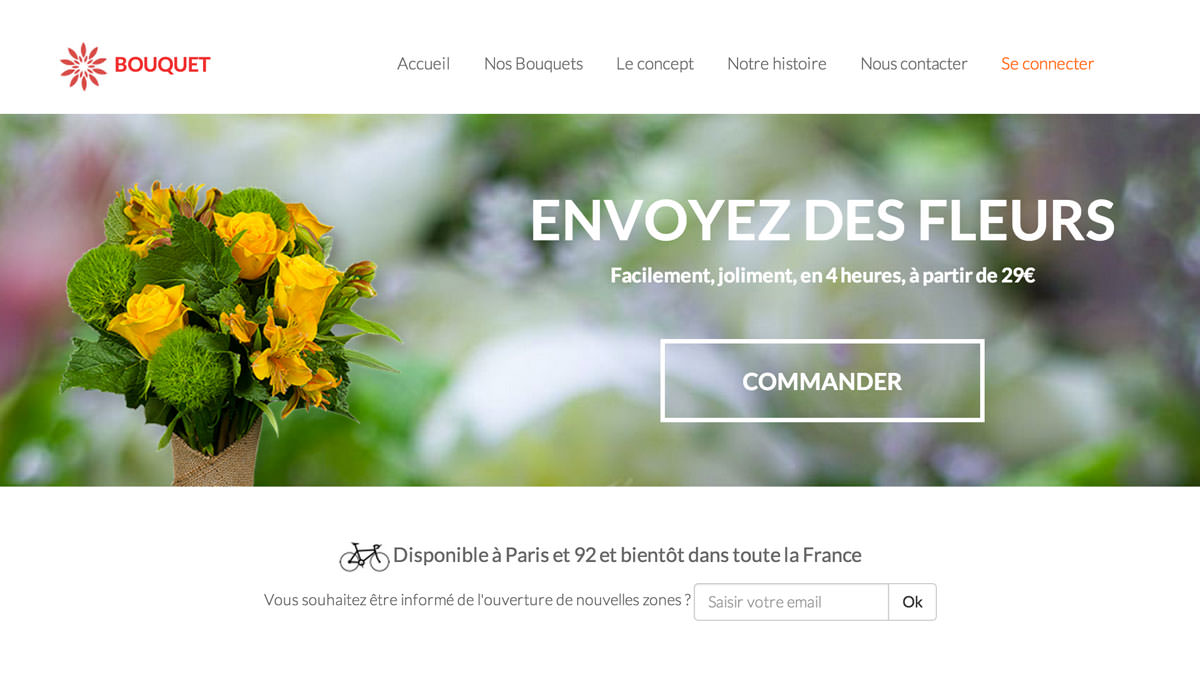 BOUQUET
Accueil
Nos Bouquets
Le concept
Notre histoire
Nous contacter
Se connecter
ENVOYEZ DES FLEURS
Facilement, joliment, en 4 heures, à partir de 29€
COMMANDER
Disponible à Paris et 92 et bientôt dans toute la France
Vous souhaitez être informé de l'ouverture de nouvelles zones ? Saisir votre email Ok